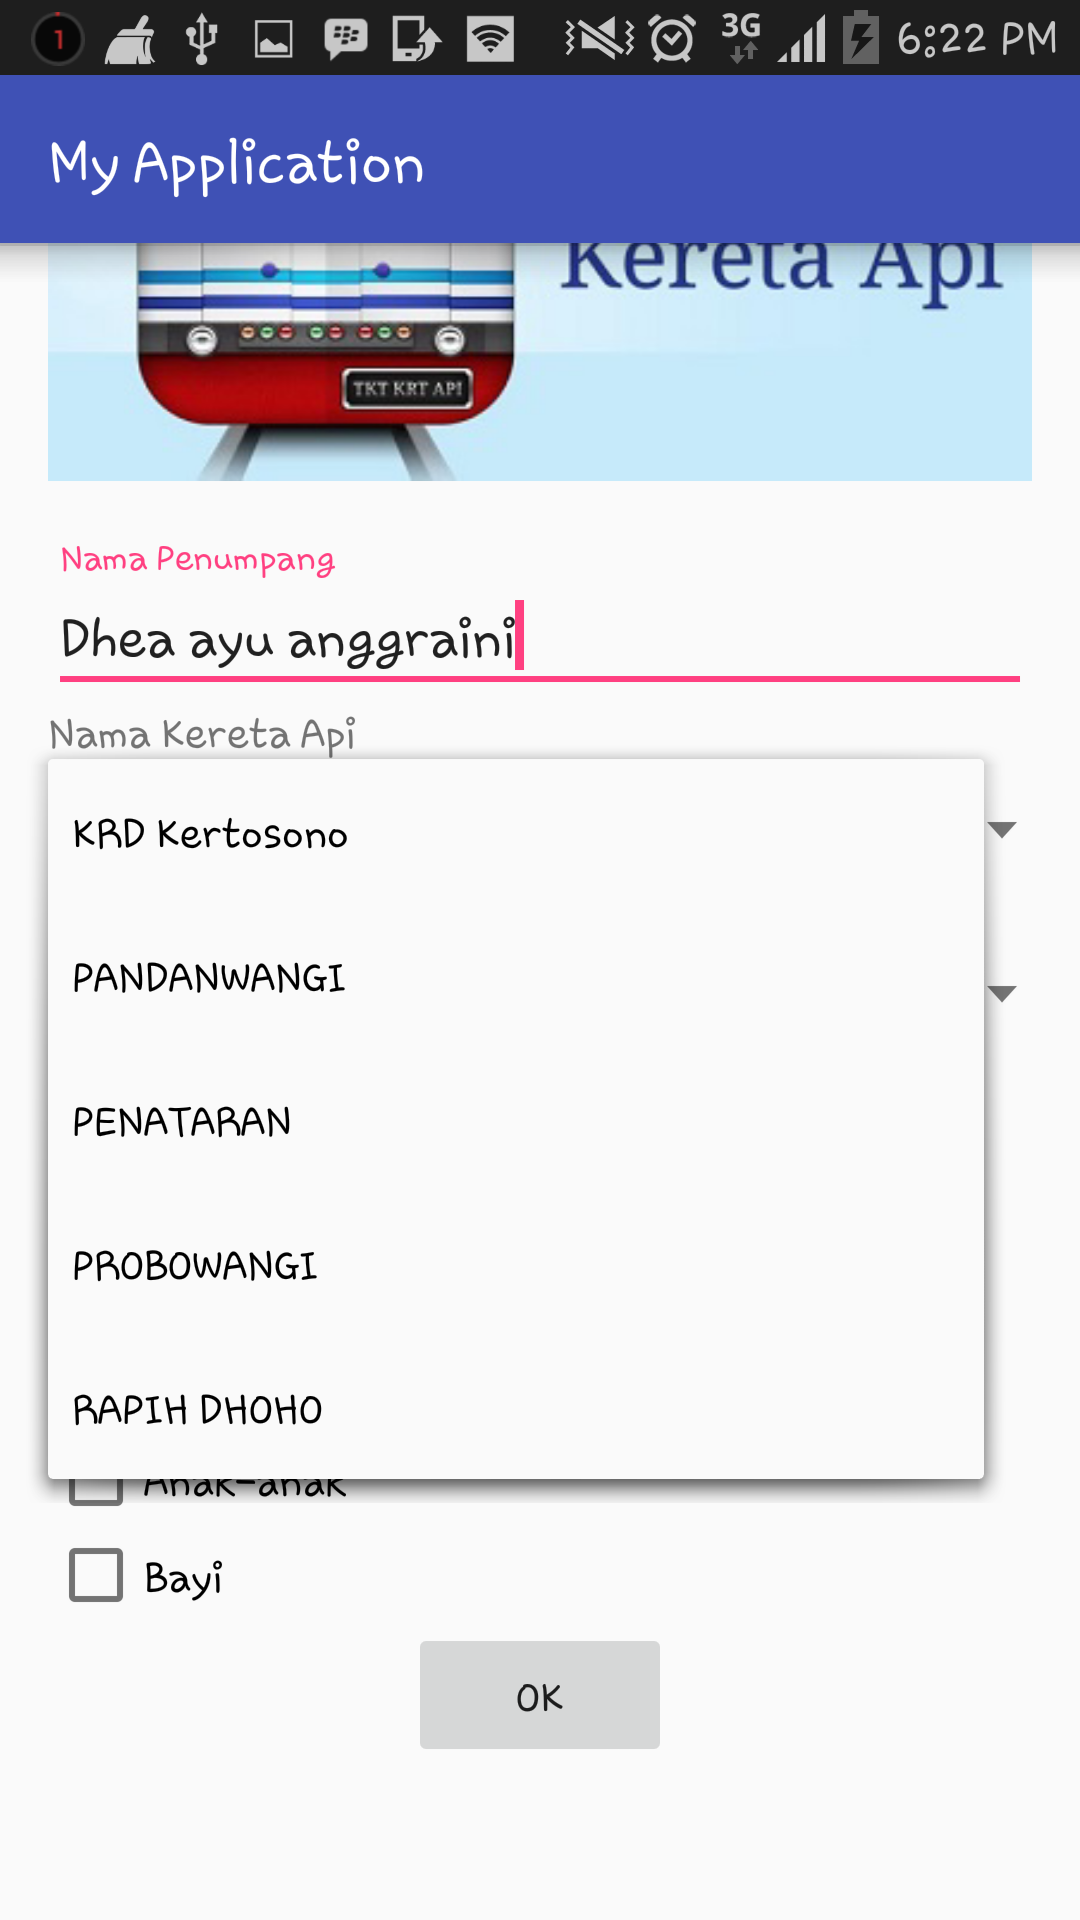 1
3G
6:22 PM
My Application
Kereta Api
TKT KRT API
Nama Penumpang
Dhea ayu anggraini
Nama Kereta Api
KRD Kertosono
PANDANWANGI
PENATARAN
PROBOWANGI
RAPIH DHOHO
Anak-anak
Bayi
OK